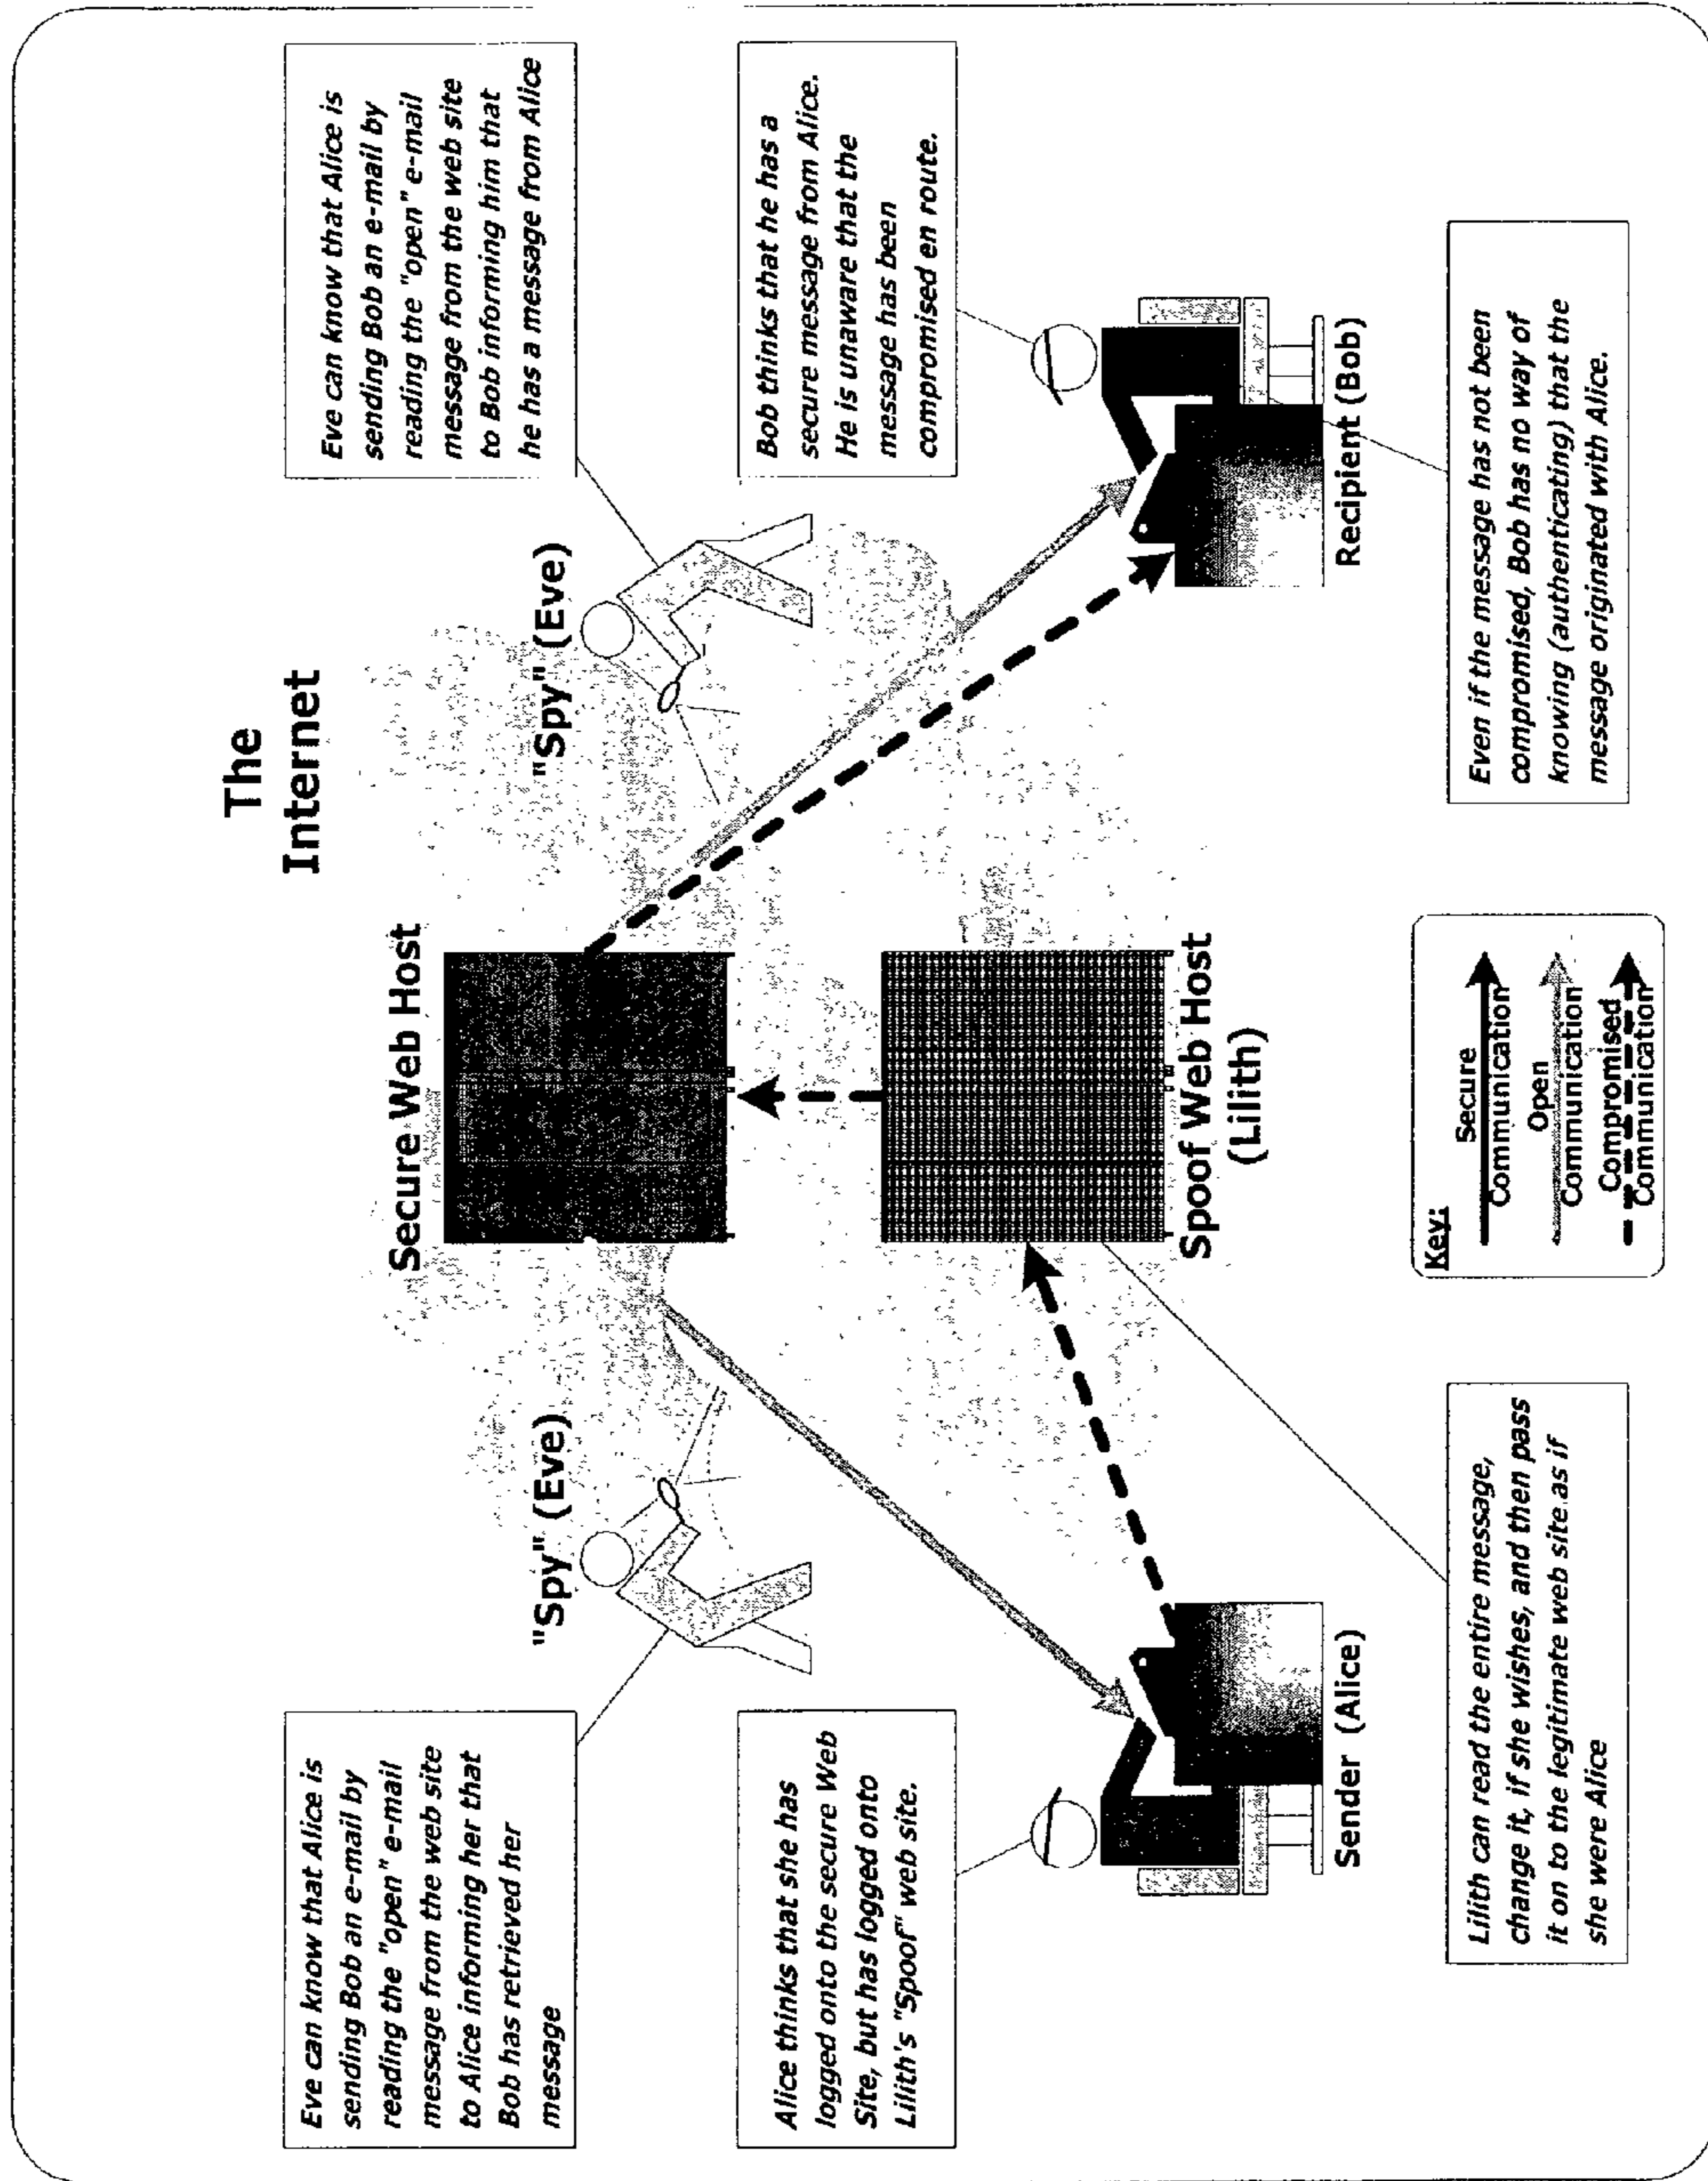 The
Internet
Eve can know that Alice is
sending Bob an e-mail by
reading the "open" e-mail
message from the web site
to Alice informing her that
Bob has retrieved her
message
"Spy" (Eve)
Secure Web Host
"Spy" (Eve)
Eve can know that Alice is
sending Bob an e-mail by
reading the "open" e-mail
message from the web site
to Bob informing him that
he has a message from Alice
Alice thinks that she has
logged onto the secure Web
Site, but has logged onto
Lilith's "Spoof" web site.
Bob thinks that he has a
secure message from Alice.
He is unaware that the
message has been
compromised en route.
Spoof Web Host
(Lilith)
Sender (Alice)
Recipient (Bob)
Lilith can read the entire message,
change it, if she wishes, and then pass
it on to the legitimate web site as if
she were Alice
Key:
Secure
Communication
Open
Communication
Compromised
Communication
Even if the message has not been
compromised, Bob has no way of
knowing (authenticating) that the
message originated with Alice.